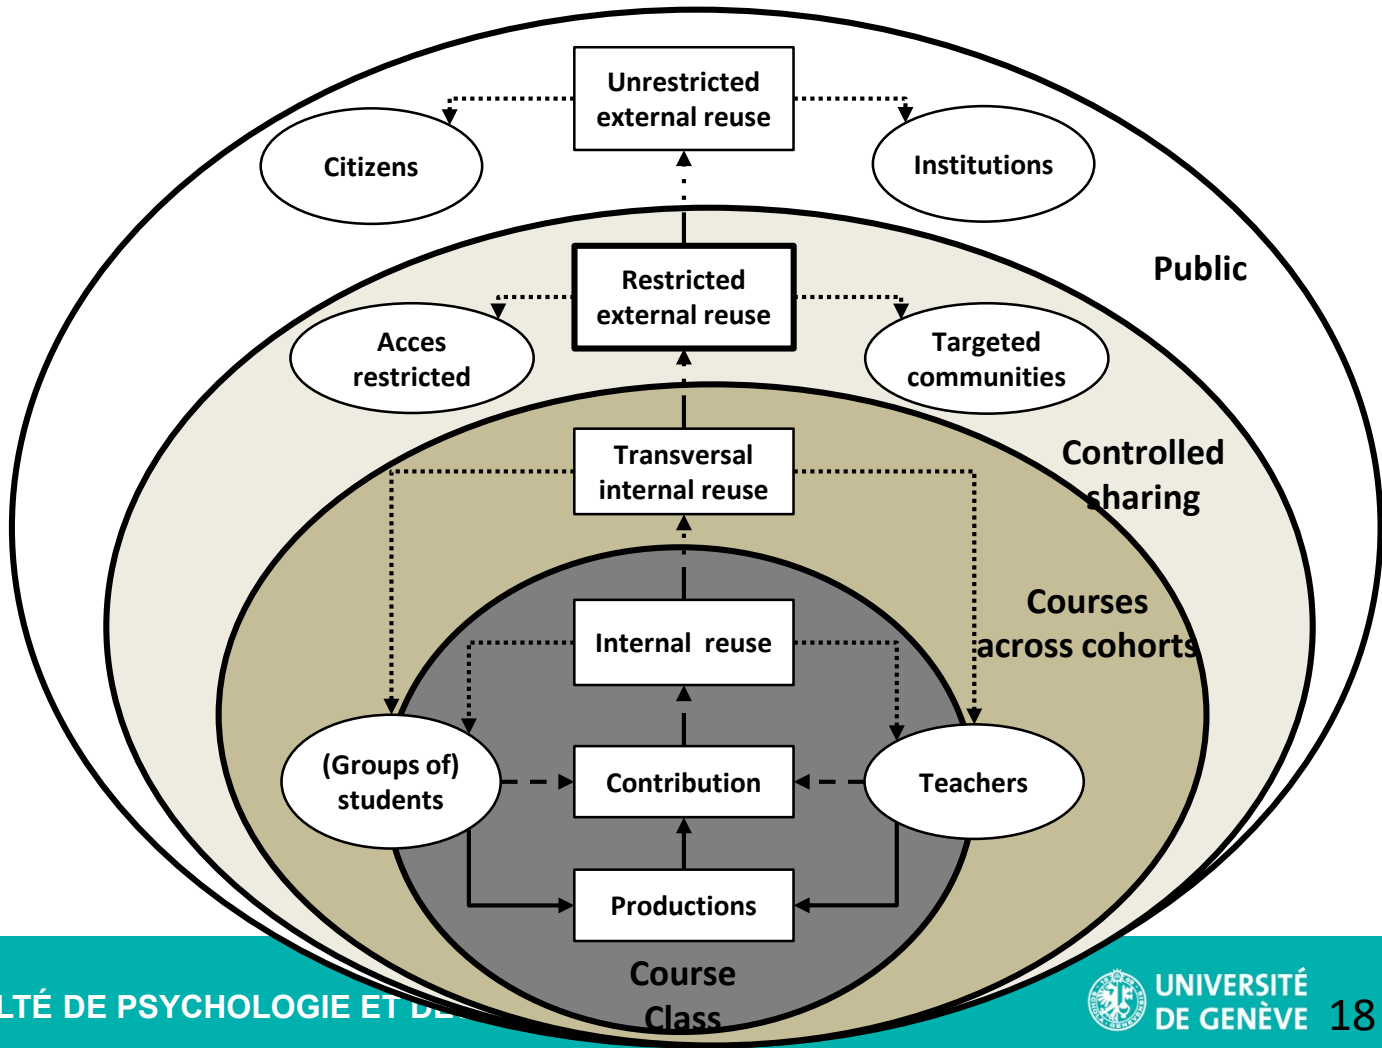 Unrestricted
external reuse
Citizens
Institutions
Public
Restricted
external reuse
Acces
restricted
Targeted
communities
Controlled
sharing
Transversal
internal reuse
Courses
across cohorts
Internal reuse
(Groups of)
students
Contribution
Teachers
Productions
Course
Class
LTÉ DE PSYCHOLOGIE ET
UNIVERSITÉ
DE GENÈVE
18